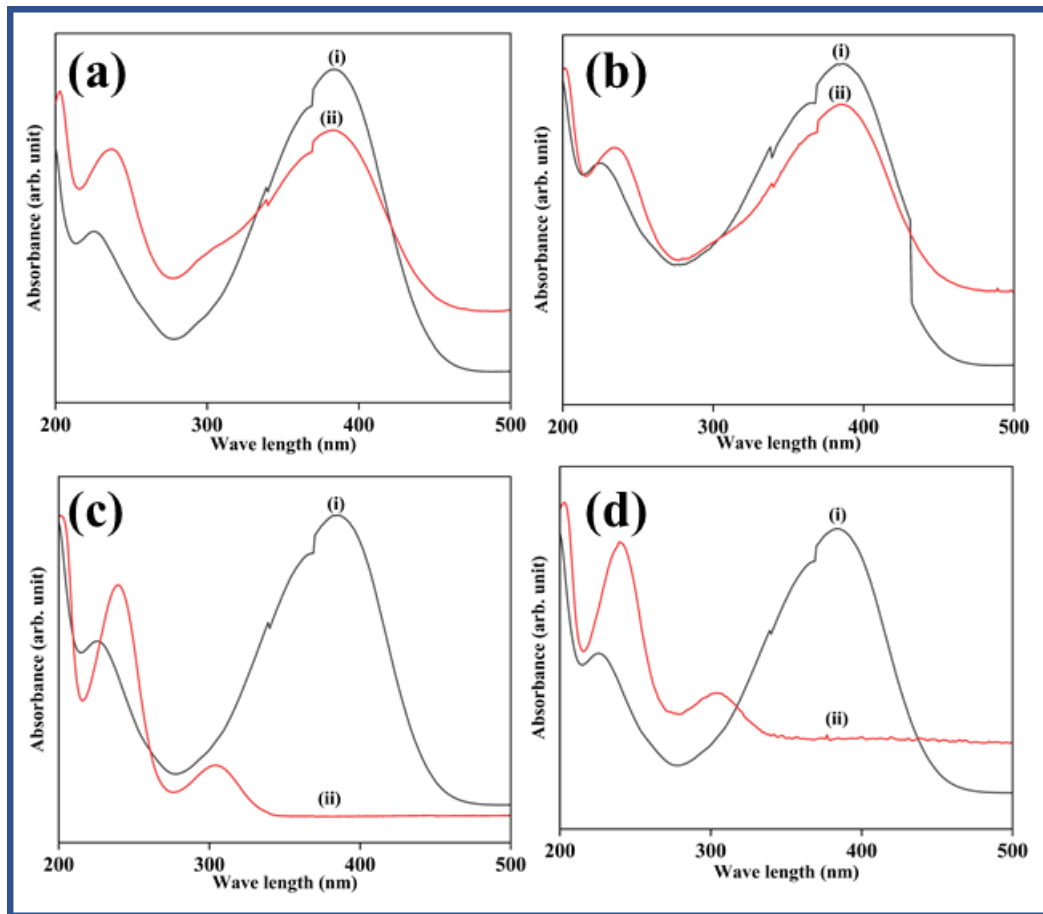 (a)
(i)
(ii)
Absorbance (arb. unit)
200 300 400 500
Wave length (nm)
(b)
(i)
(ii)
Absorbance (arb. unit)
200 300 400 500
Wave length (nm)
(c)
(i)
(ii)
Absorbance (arb. unit)
200 300 400 500
Wave length (nm)
(d)
(i)
(ii)
Absorbance (arb. unit)
200 300 400 500
Wave length (nm)